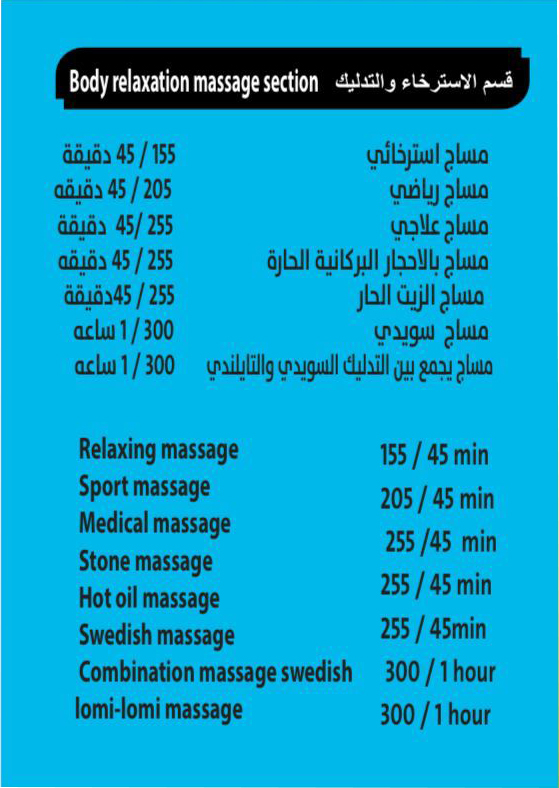 Body relaxation massage section قسم الاسترخاء والتدليك
مساج استرخائي 155 / 45 دقيقة
مساج رياضي 205 / 45 دقيقه
مساج علاجي 255 /45 دقيقة
مساج بالاحجار البركانية الحارة 255 / 45 دقيقه
مساج الزيت الحار 255 / 45دقيقة
مساج سويدي 300 / 1 ساعه
مساج يجمع بين التدليك السويدي والتايلندي 300 / 1 ساعه
Relaxing massage 155 / 45 min
Sport massage 205 / 45 min
Medical massage 255 /45 min
Stone massage 255 / 45 min
Hot oil massage 255 / 45min
Swedish massage
Combination massage swedish 300 / 1 hour
lomi-lomi massage 300 / 1 hour